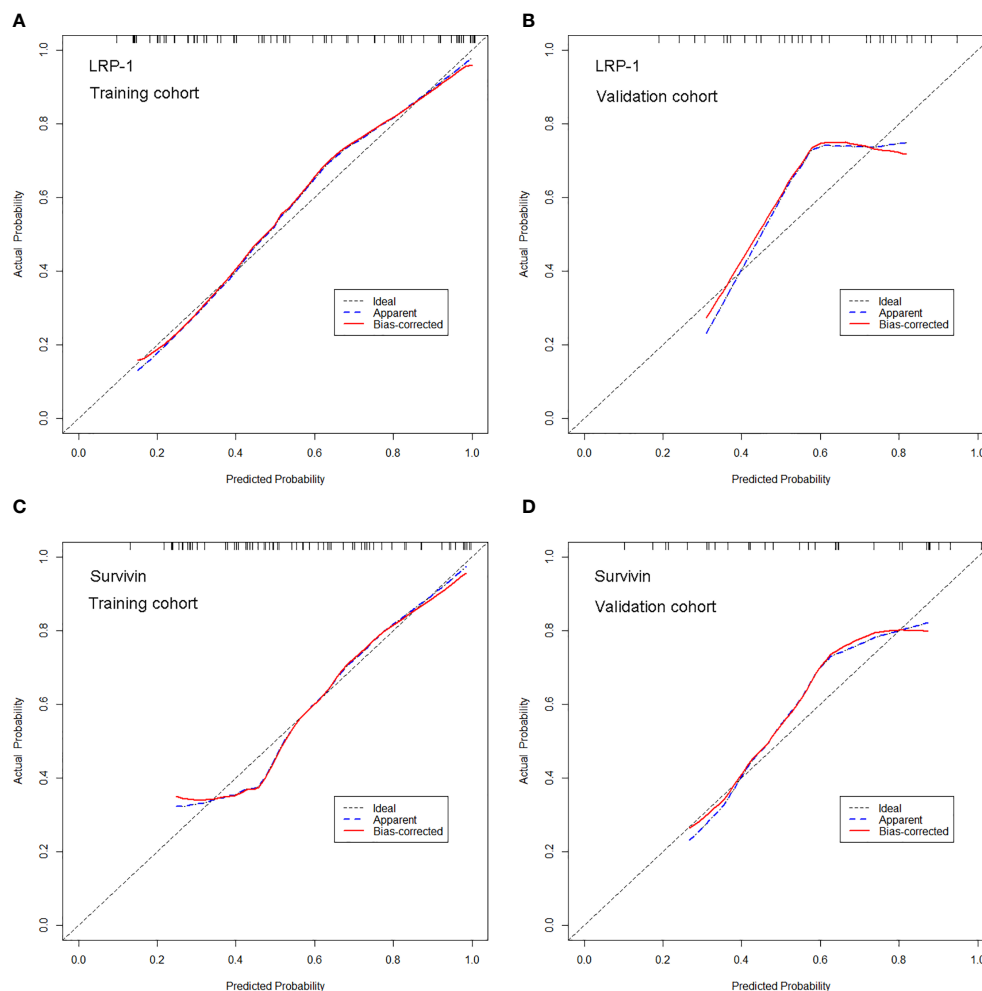 A
LRP-1
Training cohort
Actual Probability
0.0
0.2
0.4
0.6
0.8
1.0
Ideal
Apparent
Bias-corrected
0.0 0.2 0.4 0.6 0.8 1.0
Predicted Probability
B
LRP-1
Validation cohort
Actual Probability
0.0
0.2
0.4
0.6
0.8
1.0
Ideal
Apparent
Bias-corrected
0.0 0.2 0.4 0.6 0.8 1.0
Predicted Probability
C
Survivin
Training cohort
Actual Probability
0.0
0.2
0.4
0.6
0.8
1.0
Ideal
Apparent
Bias-corrected
0.0 0.2 0.4 0.6 0.8 1.0
Predicted Probability
D
Survivin
Validation cohort
Actual Probability
0.0
0.2
0.4
0.6
0.8
1.0
Ideal
Apparent
Bias-corrected
0.0 0.2 0.4 0.6 0.8 1.0
Predicted Probability